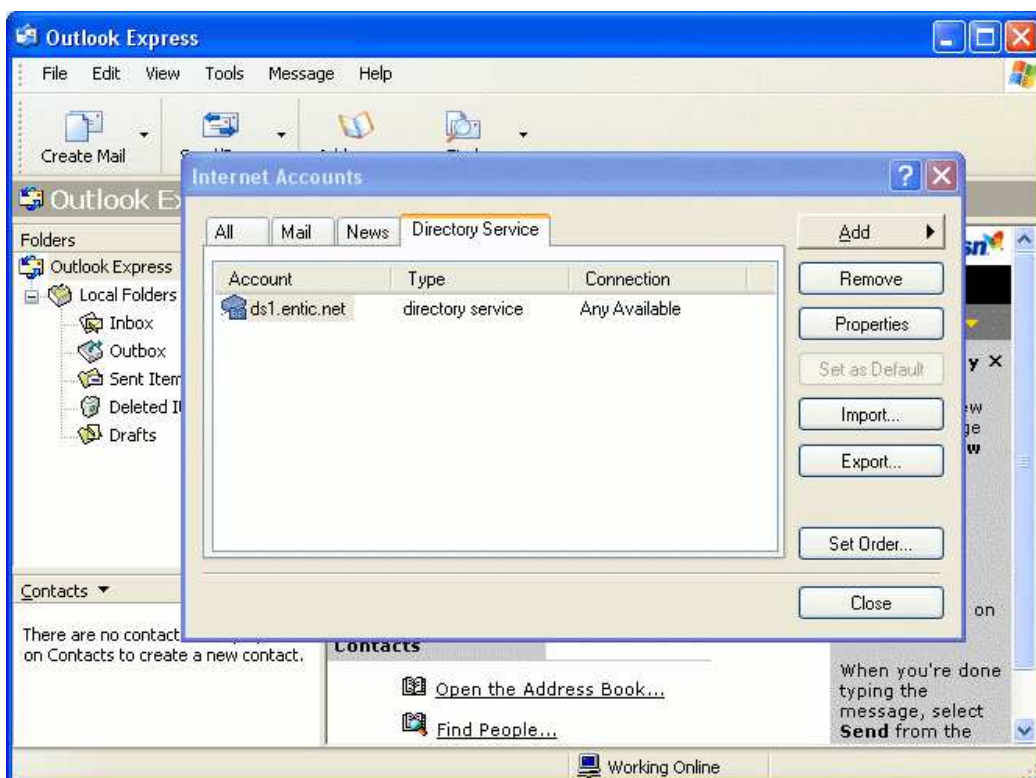 Outlook Express
File Edit View Tools Message Help
Create Mail
Internet Accounts
Outlook Ex
All Mail News Directory Service
Add
Folders
Account Type Connection
Remove
Outlook Express
ds1.entic.net directory service Any Available
Local Folders
Properties
Inbox
Outbox
Set as Default
y
Sent Item
Deleted It
Import...
Drafts
w
Export...
Set Order...
Contacts
Close
on
There are no contact
on Contacts to create a new contact.
Contacts
Open the Address Book...
Find People...
When you're done
typing the
message, select
Send from the
Working Online